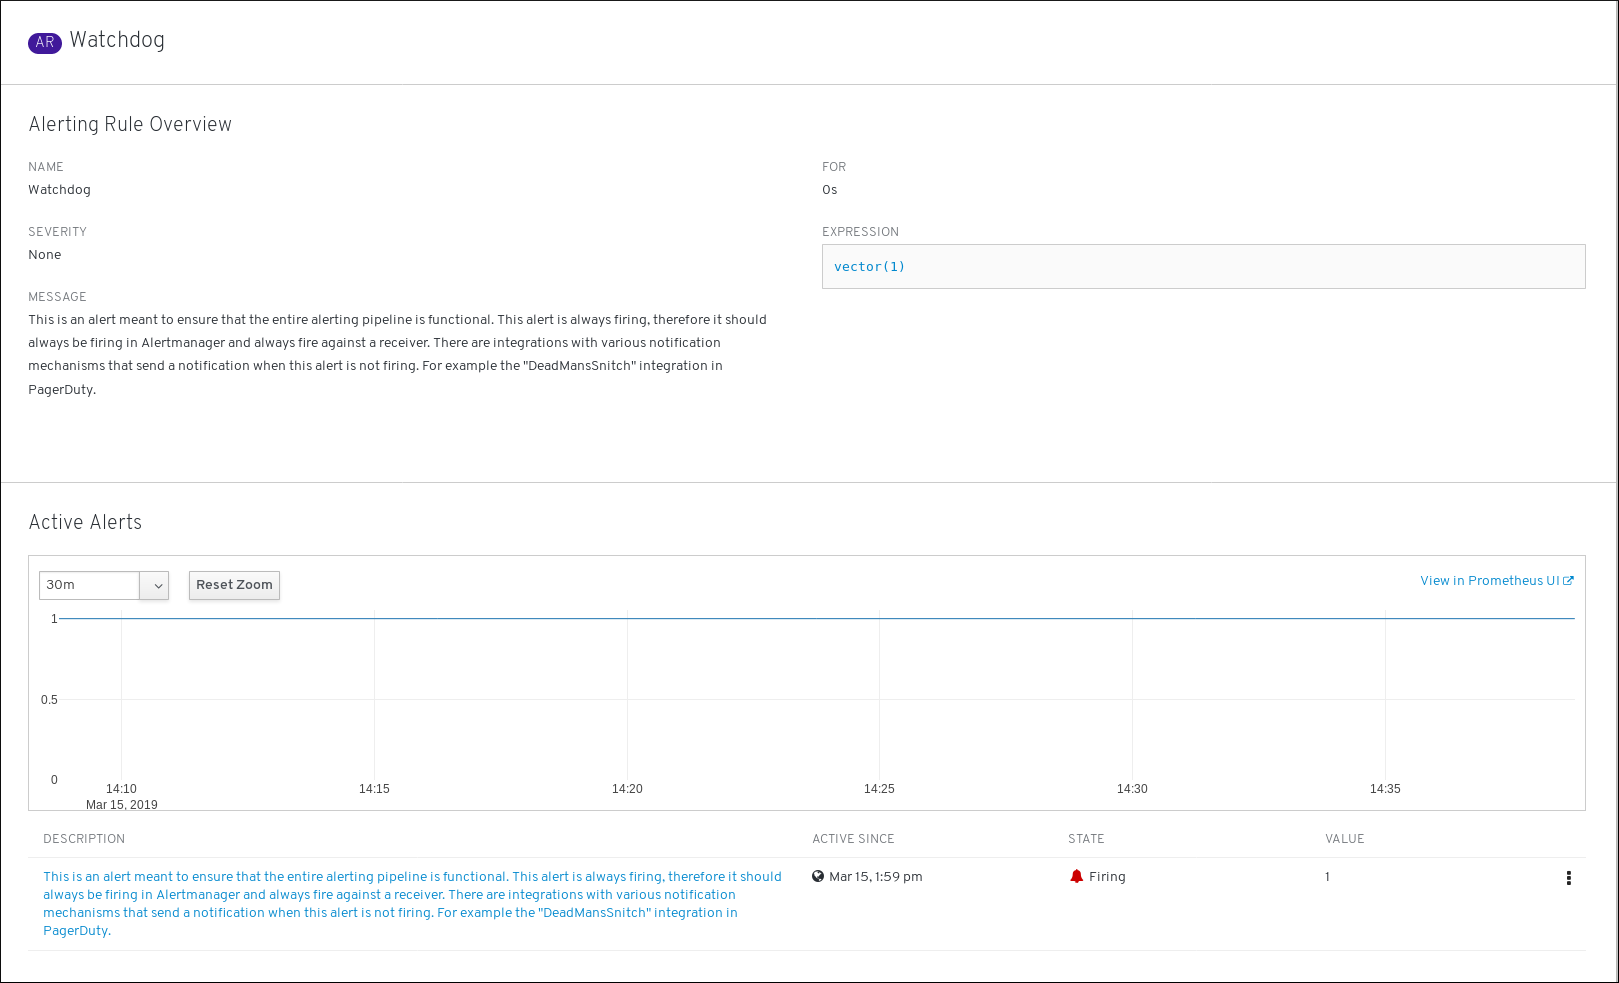 AR Watchdog
Alerting Rule Overview
NAME
Watchdog
FOR
0s
SEVERITY
None
EXPRESSION
vector(1)
MESSAGE
This is an alert meant to ensure that the entire alerting pipeline is functional. This alert is always firing, therefore it should
always be firing in Alertmanager and always fire against a receiver. There are integrations with various notification
mechanisms that send a notification when this alert is not firing. For example the "DeadMansSnitch" integration in
PagerDuty.
Active Alerts
30m
Reset Zoom
View in Prometheus UI
1
0.5
0
14:10 14:15 14:20 14:25 14:30 14:35
Mar 15, 2019
DESCRIPTION ACTIVE SINCE STATE VALUE
This is an alert meant to ensure that the entire alerting pipeline is functional. This alert is always firing, therefore it should
always be firing in Alertmanager and always fire against a receiver. There are integrations with various notification
mechanisms that send a notification when this alert is not firing. For example the "DeadMansSnitch" integration in
PagerDuty.
Mar 15, 1:59 pm
Firing
1